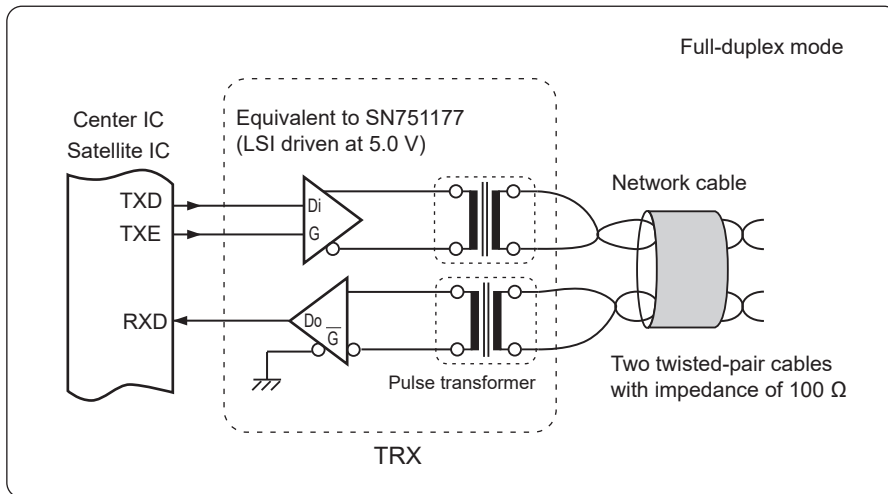 Full-duplex mode
Center IC
Satellite IC
Equivalent to SN751177
(LSI driven at 5.0 V)
TXD
TXE
RXD
Di
G
Do
G
Network cable
Pulse transformer
Two twisted-pair cables
with impedance of 100 Ω
TRX